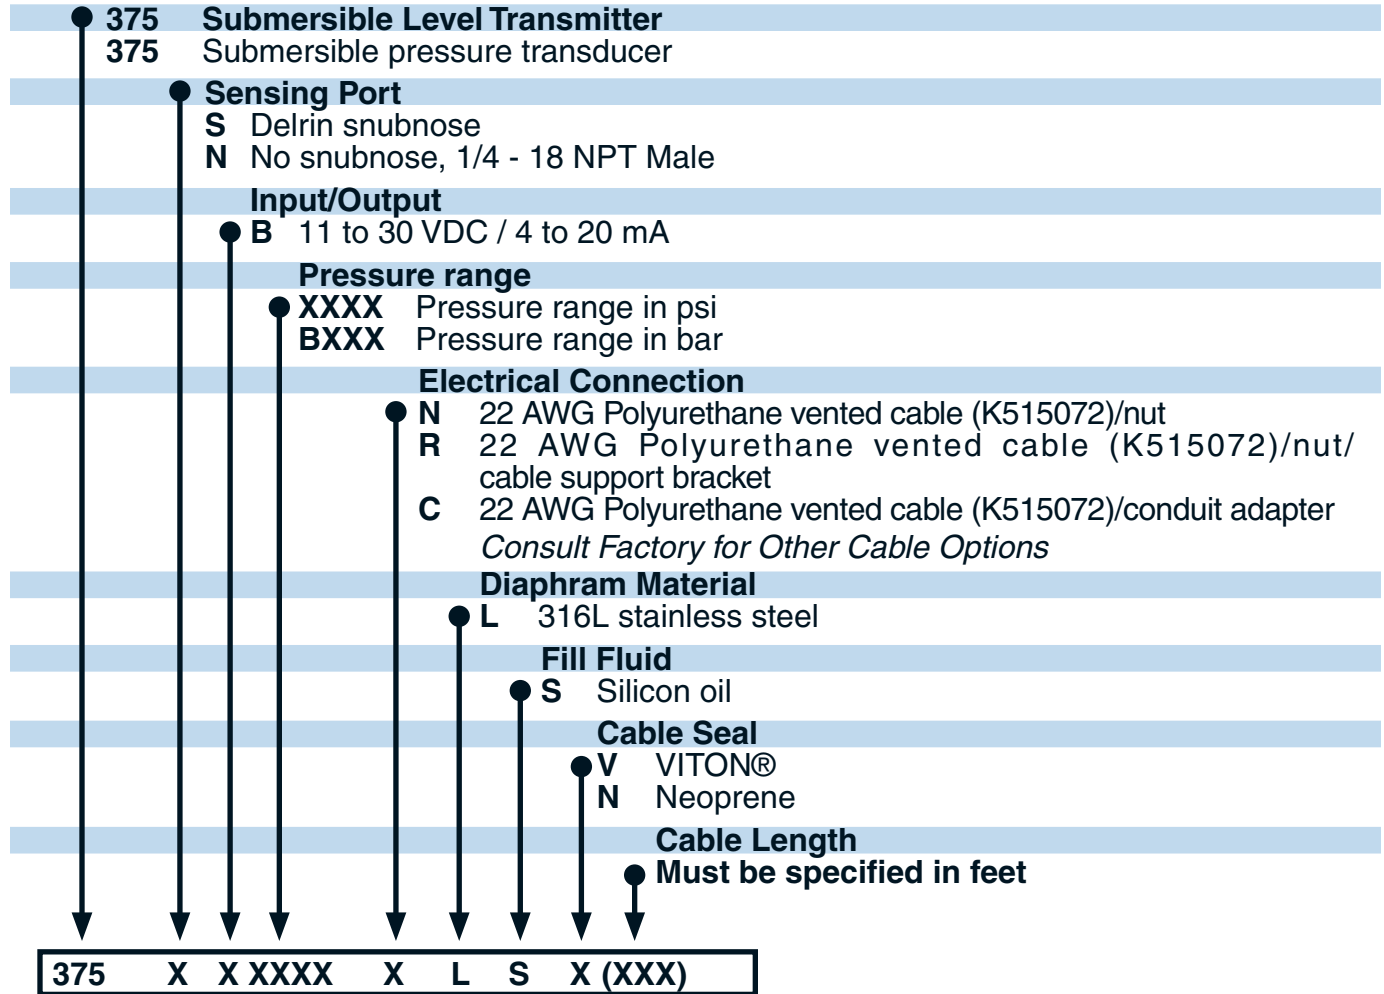 375 Submersible Level Transmitter
375 Submersible pressure transducer
Sensing Port
S Delrin snubnose
N No snubnose, 1/4 - 18 NPT Male
Input/Output
B 11 to 30 VDC / 4 to 20 mA
Pressure range
XXXX Pressure range in psi
BXXX Pressure range in bar
Electrical Connection
N 22 AWG Polyurethane vented cable (K515072)/nut
R 22 AWG Polyurethane vented cable (K515072)/nut/
cable support bracket
C 22 AWG Polyurethane vented cable (K515072)/conduit adapter
Consult Factory for Other Cable Options
Diaphram Material
L 316L stainless steel
Fill Fluid
S Silicon oil
Cable Seal
V VITON®
N Neoprene
Cable Length
Must be specified in feet
375 X X XXXX X L S X (XXX)